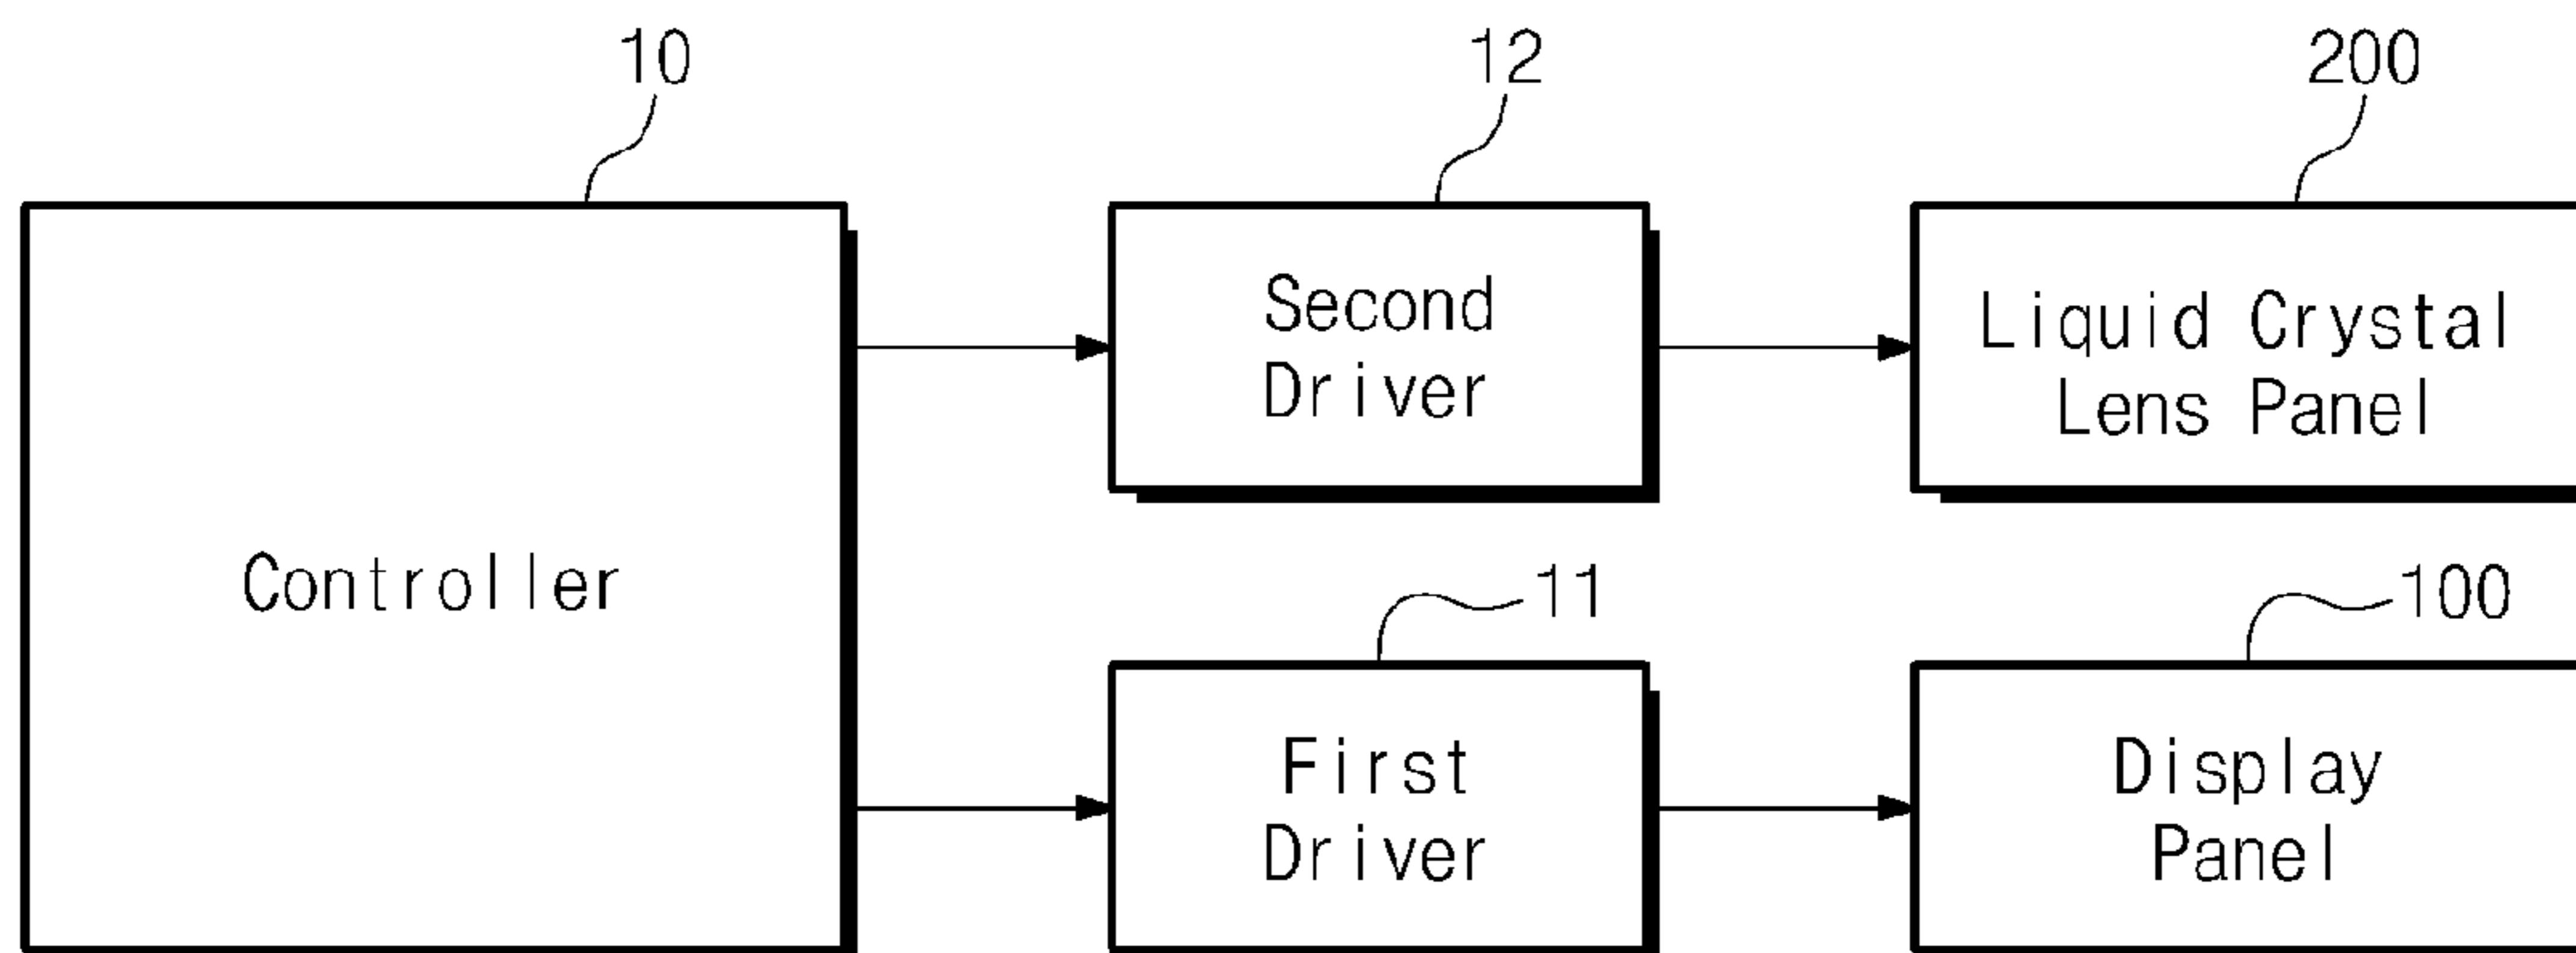 10
12
200
Second
Driver
Liquid Crystal
Lens Panel
Controller
11
100
First
Driver
Display
Panel